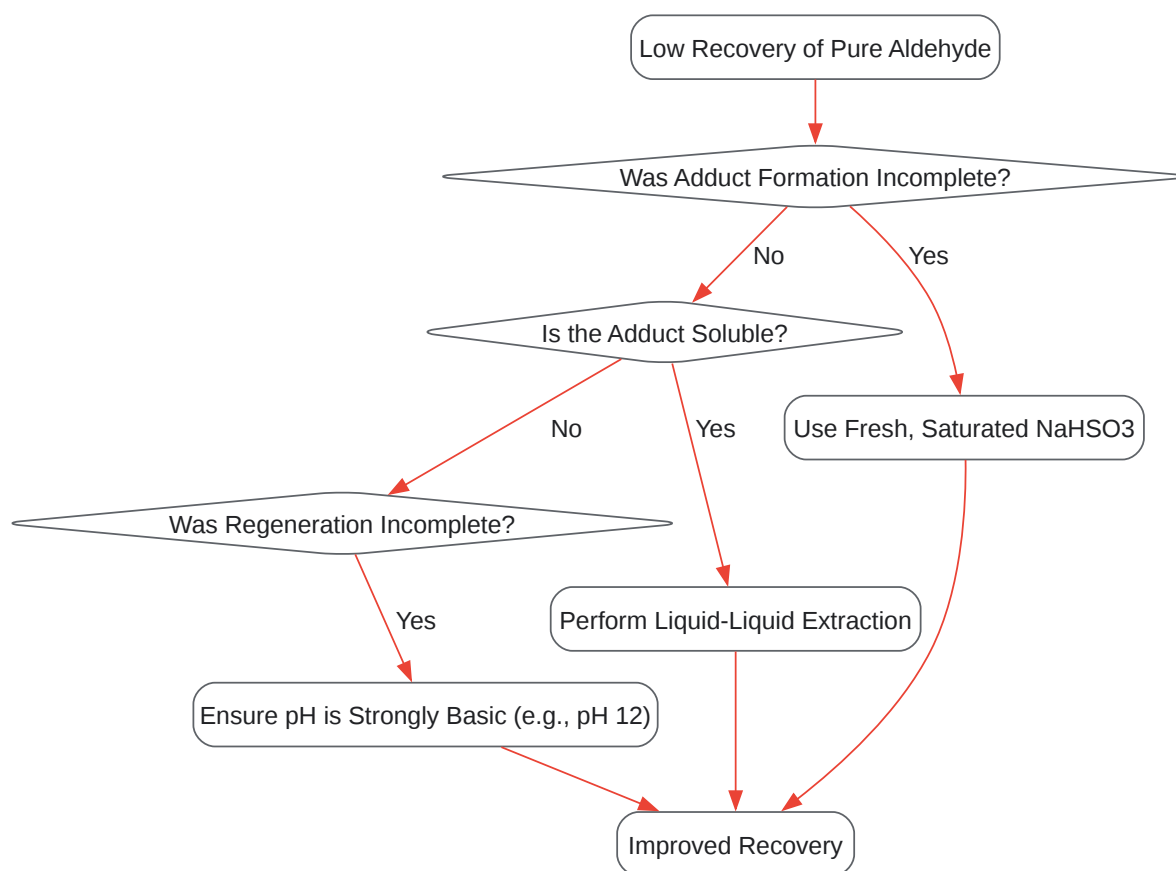 Low Recovery of Pure Aldehyde
Was Adduct Formation Incomplete?
No
Yes
Is the Adduct Soluble?
No
Yes
Use Fresh, Saturated NaHSO3
Was Regeneration Incomplete?
Yes
Perform Liquid-Liquid Extraction
Ensure pH is Strongly Basic (e.g., pH 12)
Improved Recovery